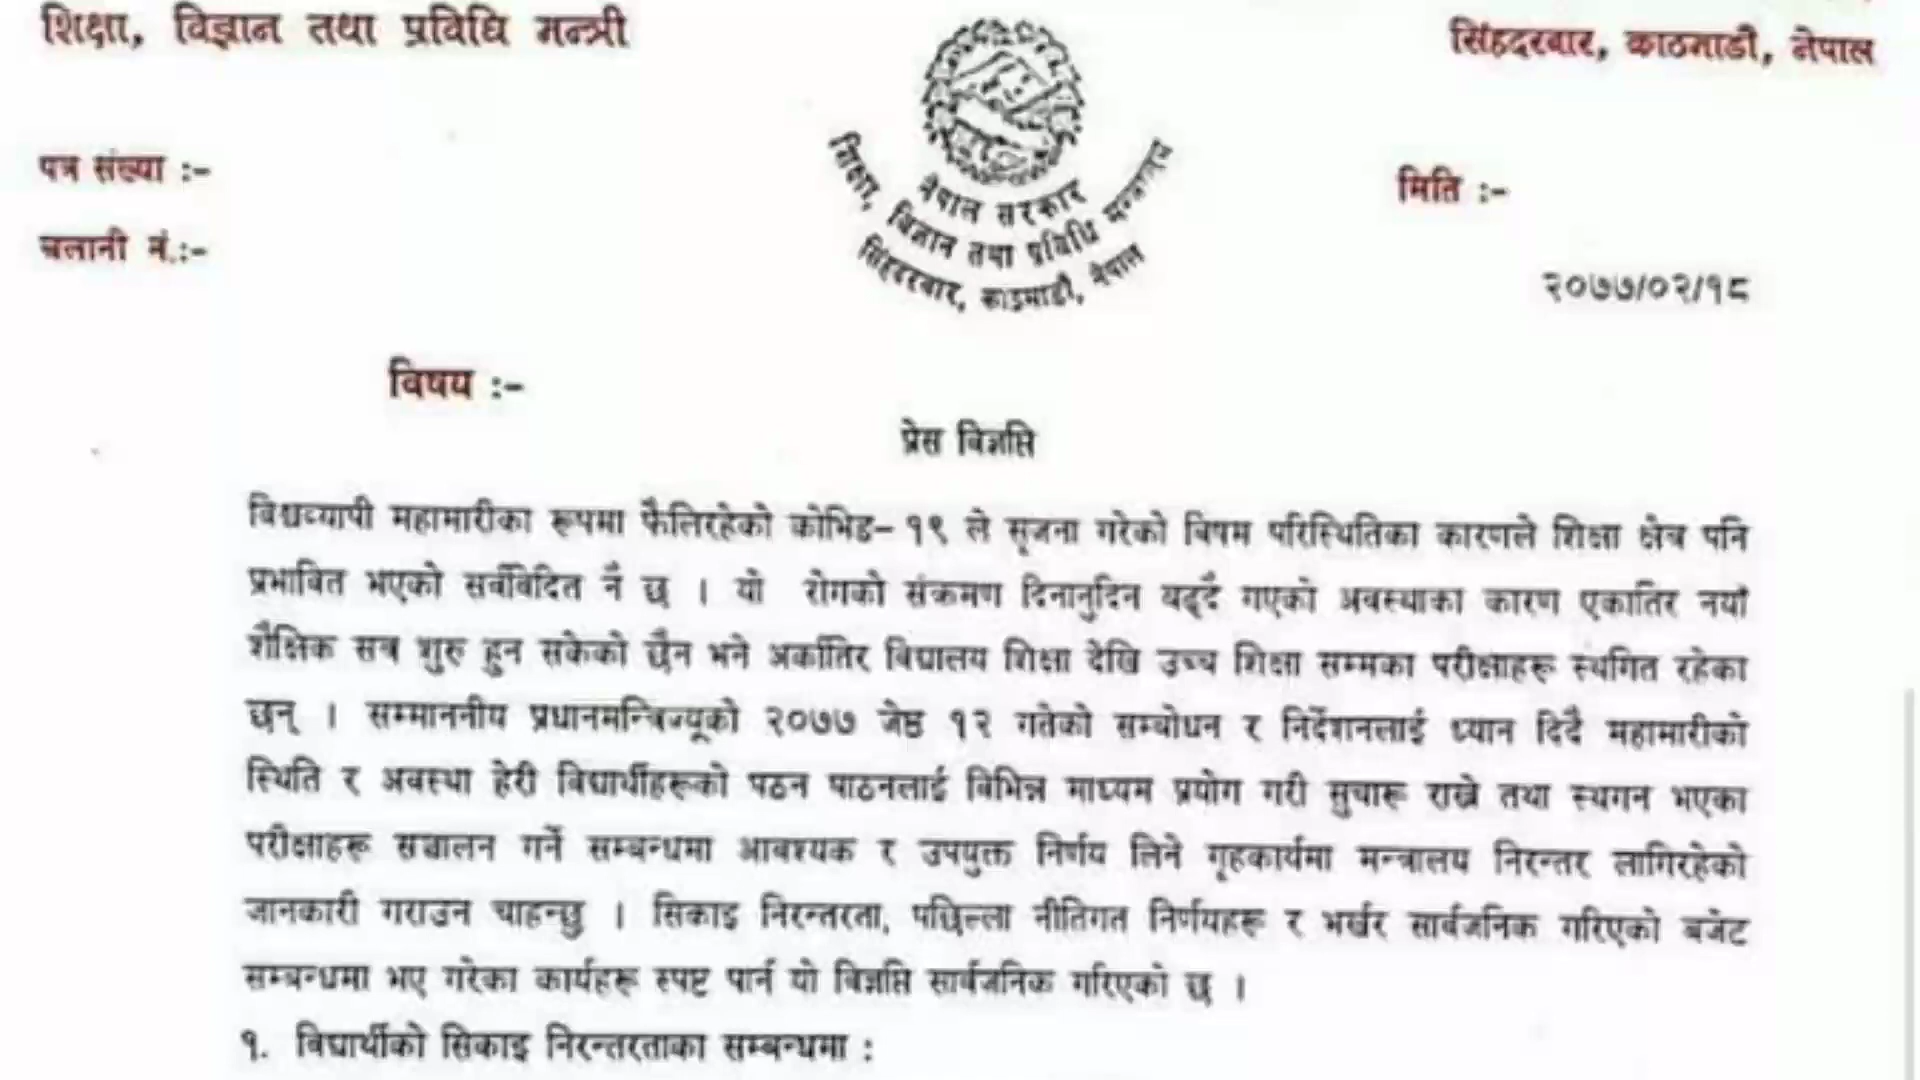 शिक्षा, विज्ञान तथा प्रविधि मन्त्री
सिंहदरबार, काठमाडौं, नेपाल
नेपाल सरकार
शिक्षा, विज्ञान तथा प्रविधि मन्त्रालय
सिंहदरबार, काठमाडौं, नेपाल
पत्र संख्या :-
मिति :-
चलानी नं.:-
२०७७/०२/१८
विषय :-
प्रेस विज्ञप्ति
विश्वव्यापी महामारीका रूपमा फैलिरहेको कोभिड- १९ ले सृजना गरेको विषम परिस्थितिका कारणले शिक्षा क्षेत्र पनि
प्रभावित भएको सर्वविदित नै छ । यो रोगको संक्रमण दिनानुदिन बढ्दै गएको अवस्थाका कारण एकातिर नयाँ
शैक्षिक सत्र शुरु हुन सकेको छैन भने अर्कातिर विद्यालय शिक्षा देखि उच्च शिक्षा सम्मका परीक्षाहरू स्थगित रहेका
छन् । सम्माननीय प्रधानमन्त्रिज्यूको २०७७ जेष्ठ १२ गतेको सम्बोधन र निर्देशनलाई ध्यान दिदै महामारीको
स्थिति र अवस्था हेरी विद्यार्थीहरूको पठन पाठनलाई विभिन्न माध्यम प्रयोग गरी सुचारू राख्ने तथा स्थगन भएका
परीक्षाहरू सञ्चालन गर्ने सम्बन्धमा आवश्यक र उपयुक्त निर्णय लिने गृहकार्यमा मन्त्रालय निरन्तर लागिरहेको
जानकारी गराउन चाहन्छु । सिकाइ निरन्तरता, पछिल्ला नीतिगत निर्णयहरू र भर्खर सार्वजनिक गरिएको बजेट
सम्बन्धमा भए गरेका कार्यहरू स्पष्ट पार्न यो विज्ञप्ति सार्वजनिक गरिएको छ ।
१. विद्यार्थीको सिकाइ निरन्तरताका सम्बन्धमा :